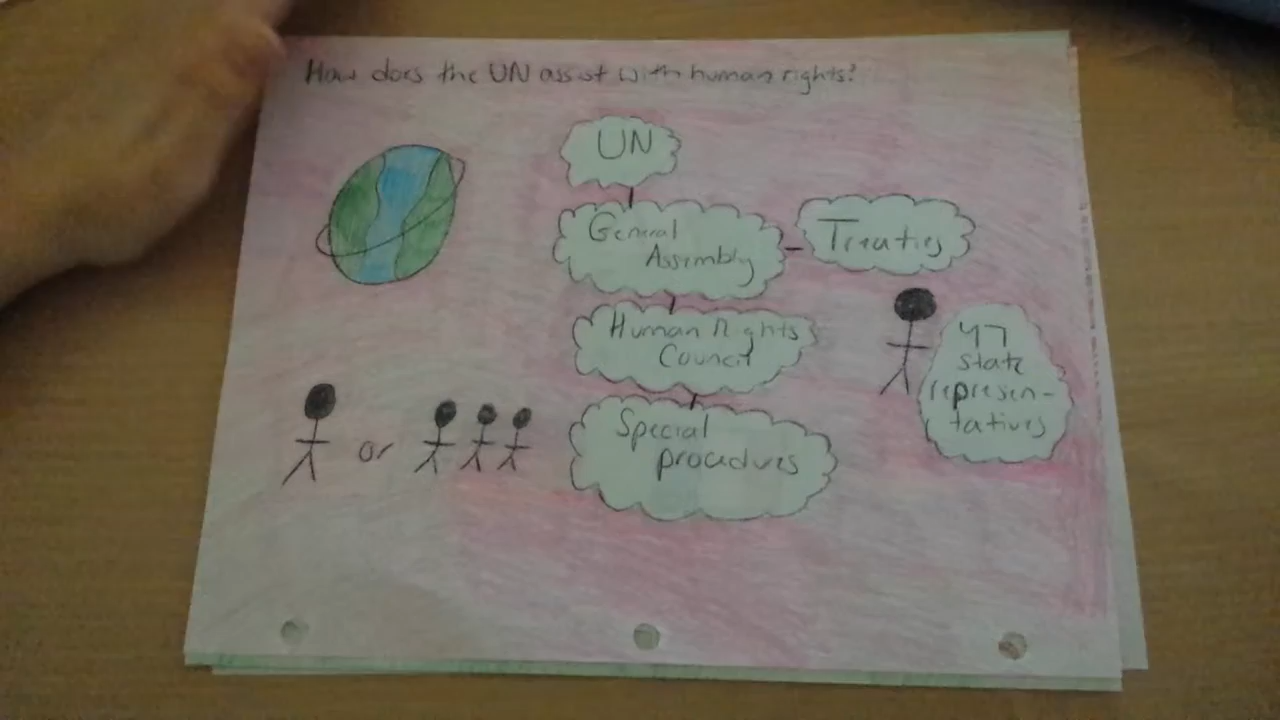 How does the UN assist with human rights?
UN
General
Assembly
Treaties
Human Rights
Council
47
state
represen-
tatives
or
Special
procedures